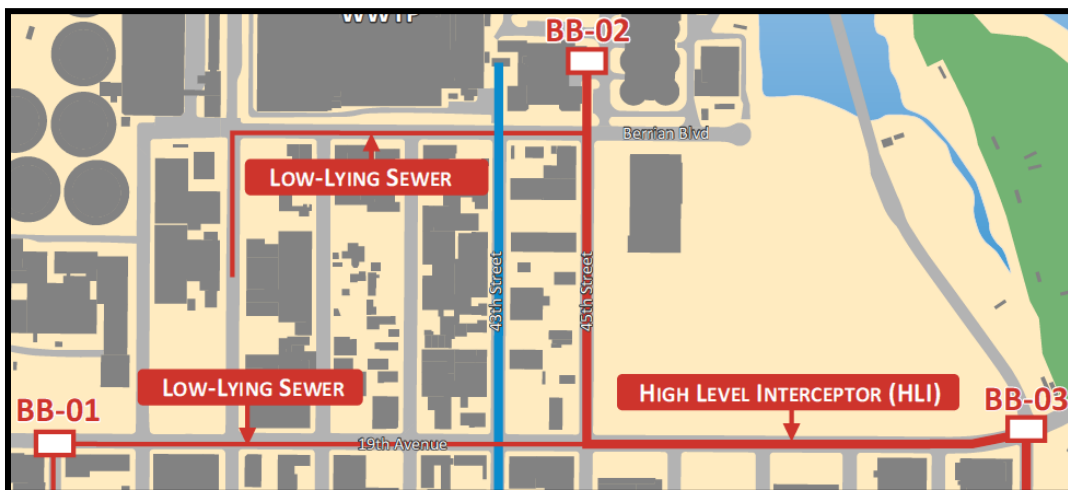 WWTP
BB-02
Berrian Blvd
LOW-LYING SEWER
43th Street
45th Street
LOW-LYING SEWER
HIGH LEVEL INTERCEPTOR (HLI)
BB-01
BB-03
19th Avenue